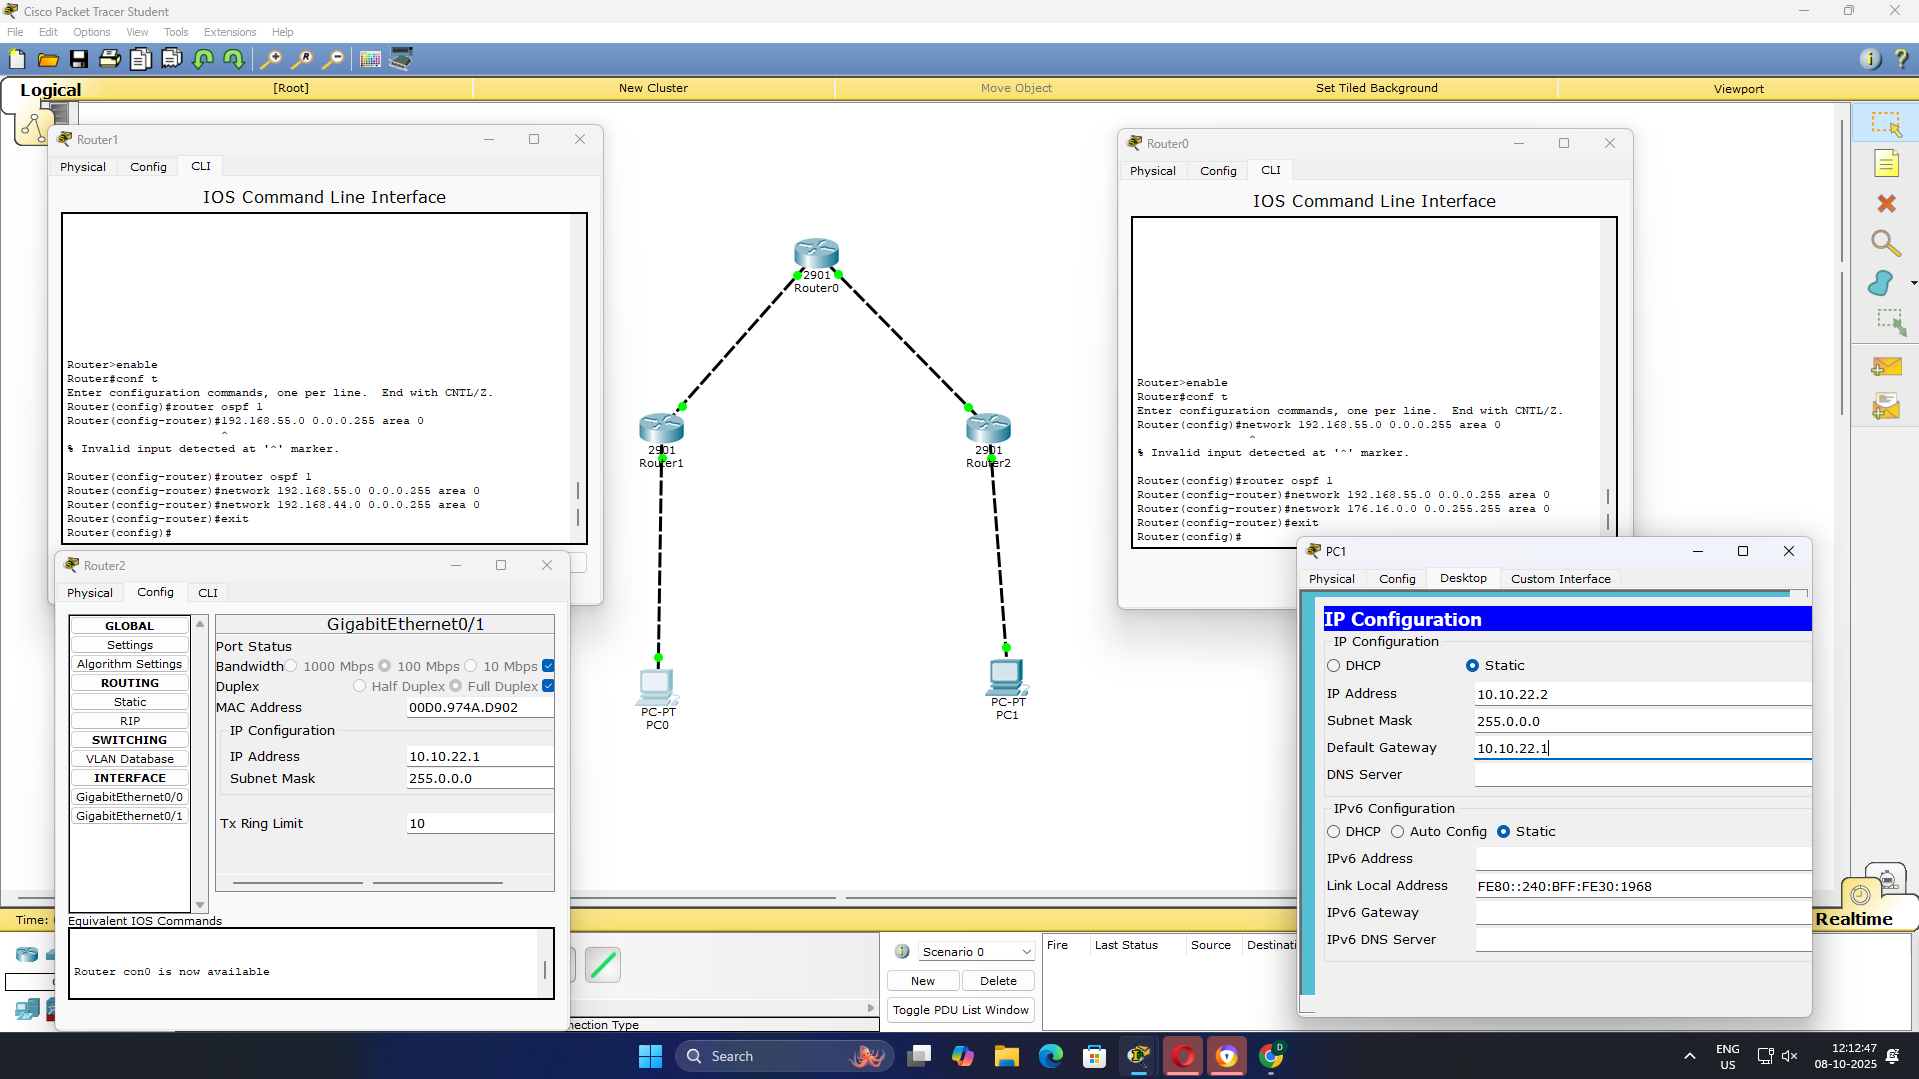 Cisco Packet Tracer Student
File Edit Options View Tools Extensions Help
Logical [Root] New Cluster Move Object Set Tiled Background Viewport
Router1
Physical Config CLI
IOS Command Line Interface
Router>enable
Router#conf t
Enter configuration commands, one per line.  End with CNTL/Z.
Router(config)#router ospf 1
Router(config-router)#192.168.55.0 0.0.0.255 area 0
^
% Invalid input detected at '^' marker.
Router(config-router)#router ospf 1
Router(config-router)#network 192.168.55.0 0.0.0.255 area 0
Router(config-router)#network 192.168.44.0 0.0.0.255 area 0
Router(config-router)#exit
Router(config)#
2901
Router0
2901
Router1
2901
Router2
PC-PT
PC0
PC-PT
PC1
Router0
Physical Config CLI
IOS Command Line Interface
Router>enable
Router#conf t
Enter configuration commands, one per line.  End with CNTL/Z.
Router(config)#network 192.168.55.0 0.0.0.255 area 0
^
% Invalid input detected at '^' marker.
Router(config)#router ospf 1
Router(config-router)#network 192.168.55.0 0.0.0.255 area 0
Router(config-router)#network 176.16.0.0 0.0.255.255 area 0
Router(config-router)#exit
Router(config)#
Router2
Physical Config CLI
GLOBAL
Settings
Algorithm Settings
ROUTING
Static
RIP
SWITCHING
VLAN Database
INTERFACE
GigabitEthernet0/0
GigabitEthernet0/1
GigabitEthernet0/1
Port Status
Bandwidth 1000 Mbps 100 Mbps 10 Mbps
Duplex Half Duplex Full Duplex
MAC Address 00D0.974A.D902
IP Configuration
IP Address 10.10.22.1
Subnet Mask 255.0.0.0
Tx Ring Limit 10
Equivalent IOS Commands
Router con0 is now available
PC1
Physical Config Desktop Custom Interface
IP Configuration
IP Configuration
DHCP Static
IP Address 10.10.22.2
Subnet Mask 255.0.0.0
Default Gateway 10.10.22.1
DNS Server
IPv6 Configuration
DHCP Auto Config Static
IPv6 Address
Link Local Address FE80::240:BFF:FE30:1968
IPv6 Gateway
IPv6 DNS Server
Time:
Realtime
Scenario 0
New Delete
Toggle PDU List Window
Fire Last Status Source Destinati
nection Type
Search
ENG
US
12:12:47
08-10-2025